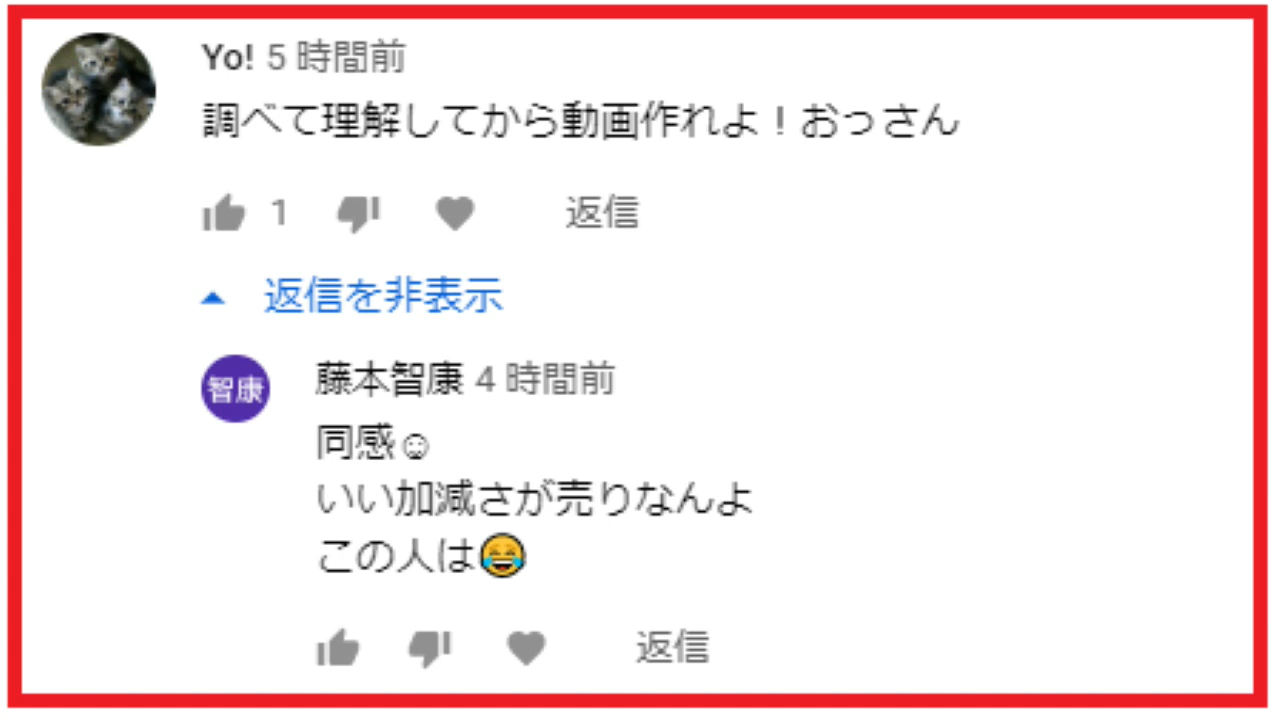 Yo! 5 時間前
調べて理解してから動画作れよ！おっさん
1 返信
返信を非表示
智康
藤本智康 4 時間前
同感☺
いい加減さが売りなんよ
この人は😂
返信